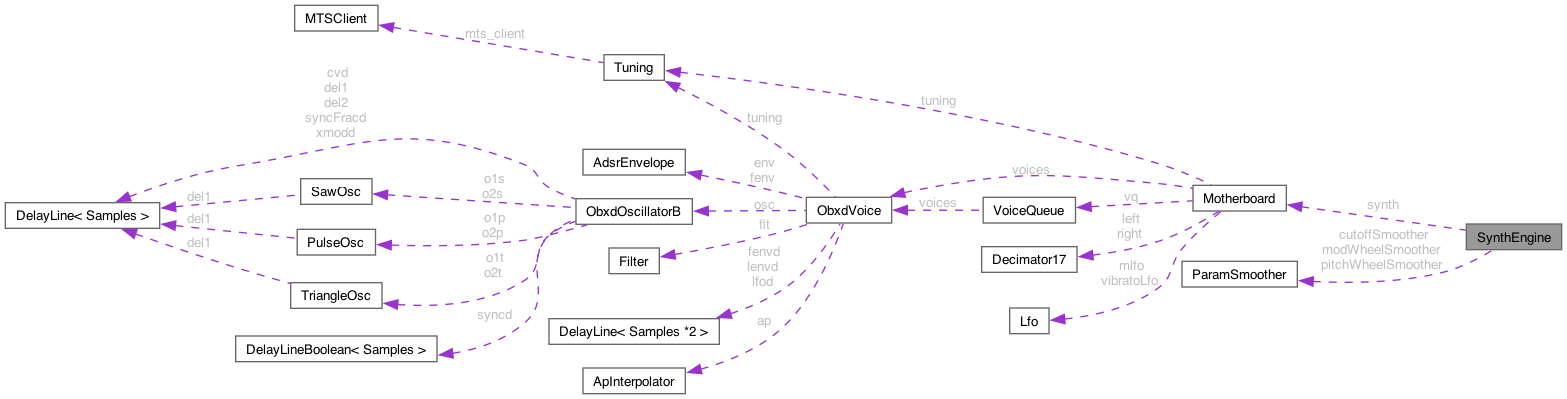 MTSClient
mts_client
Tuning
cvd
del1
del2
syncFracd
xmodd
tuning
tuning
AdsrEnvelope
env
fenv
voices
SawOsc
o1s
o2s
del1
DelayLine< Samples >
del1
PulseOsc
o1p
o2p
ObxdOscillatorB
osc
ObxdVoice
voices
VoiceQueue
vq
Motherboard
synth
SynthEngine
del1
TriangleOsc
o1t
o2t
Filter
flt
fenvd
lenvd
lfod
left
right
Decimator17
cutoffSmoother
modWheelSmoother
pitchWheelSmoother
ParamSmoother
mlfo
vibratoLfo
Lfo
syncd
DelayLineBoolean< Samples >
DelayLine< Samples *2 >
ap
ApInterpolator